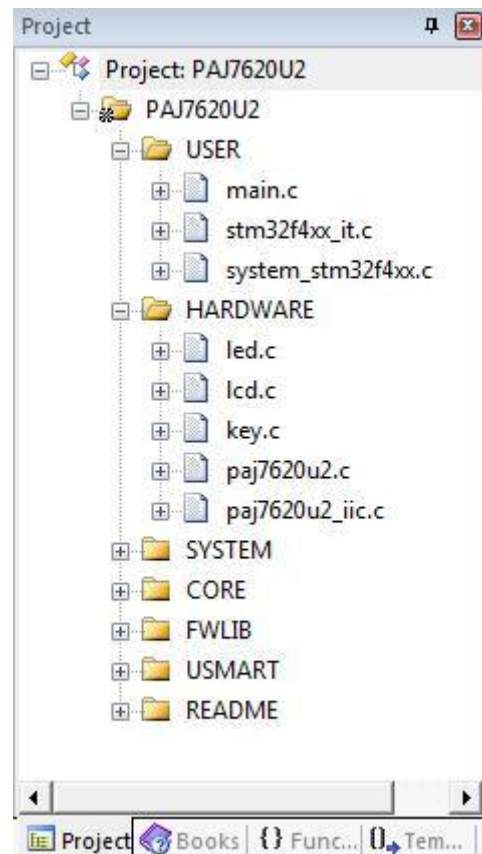 Project
Project: PAJ7620U2
PAJ7620U2
USER
main.c
stm32f4xx_it.c
system_stm32f4xx.c
HARDWARE
led.c
lcd.c
key.c
paj7620u2.c
paj7620u2_iic.c
SYSTEM
CORE
FWLIB
USMART
README
Project Books {} Func... 0 Tem...